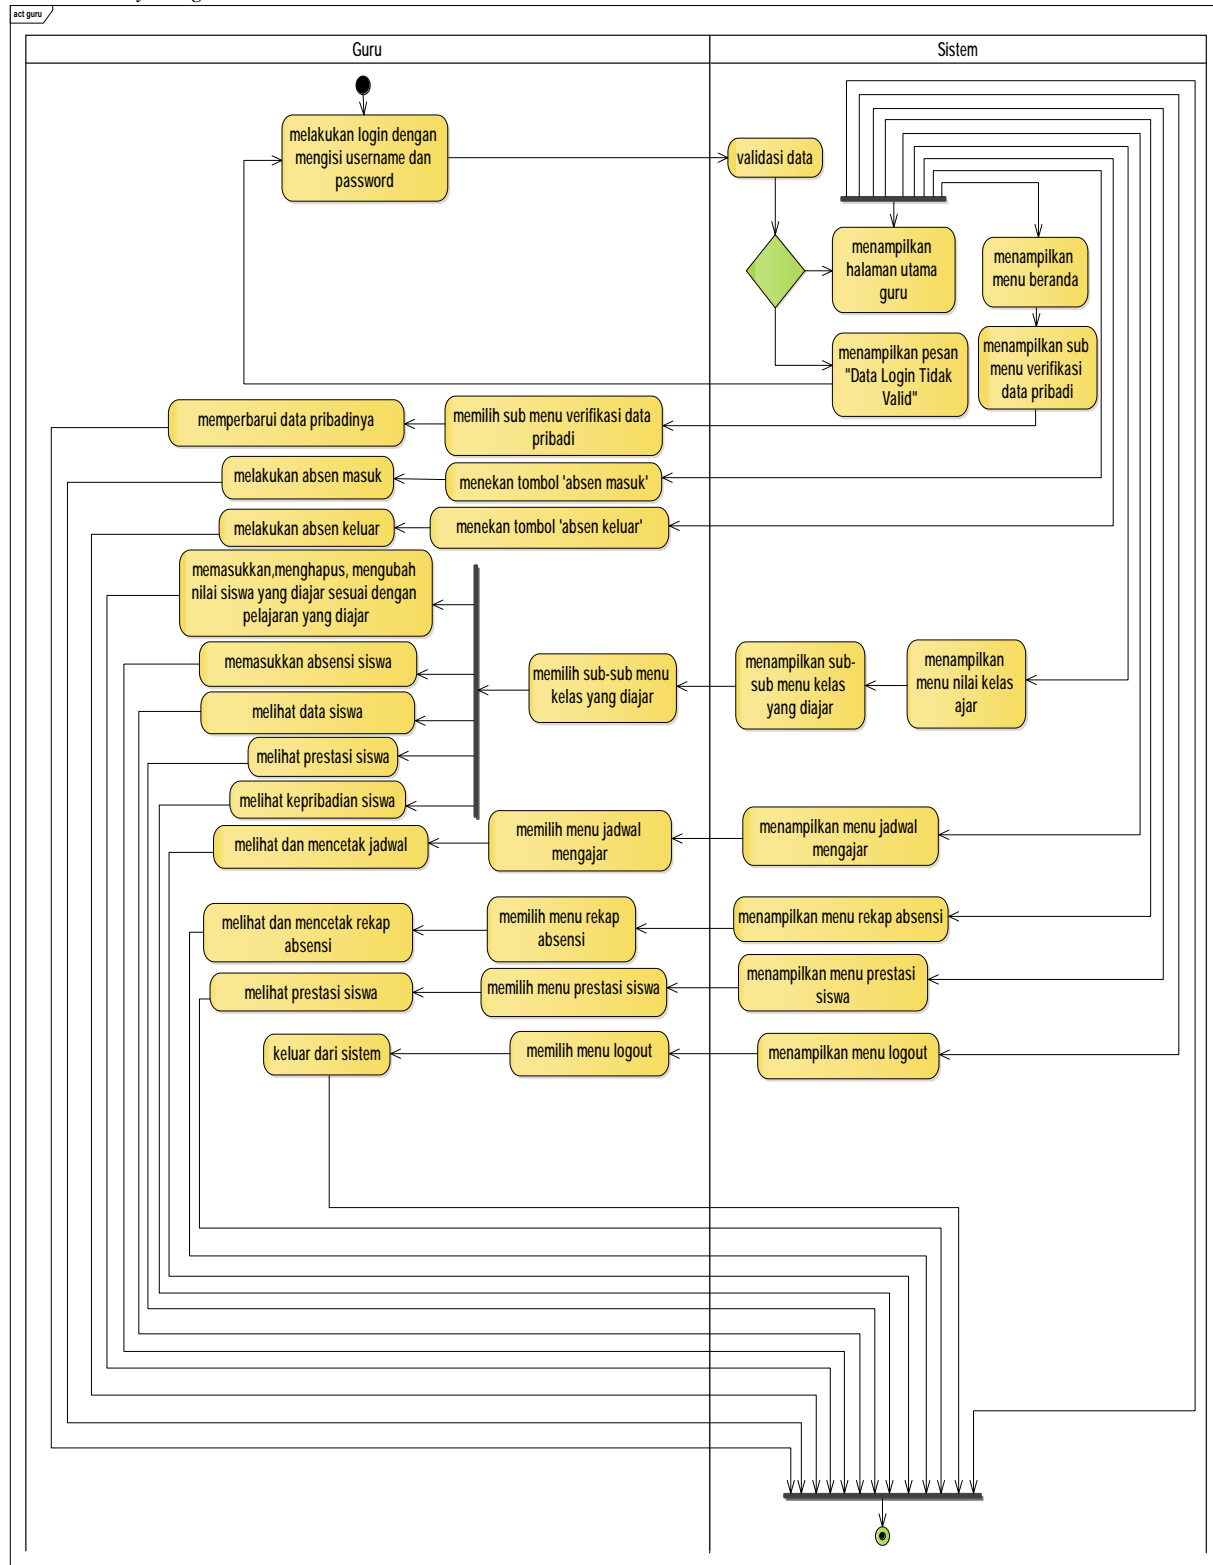 act guru
Guru
Sistem
melakukan login dengan
mengisi username dan
password
validasi data
menampilkan
halaman utama
guru
menampilkan
menu beranda
menampilkan pesan
"Data Login Tidak
Valid"
menampilkan sub
menu verifikasi
data pribadi
memperbarui data pribadinya
memilih sub menu verifikasi data
pribadi
melakukan absen masuk
menekan tombol 'absen masuk'
melakukan absen keluar
menekan tombol 'absen keluar'
memasukkan,menghapus, mengubah
nilai siswa yang diajar sesuai dengan
pelajaran yang diajar
memasukkan absensi siswa
memilih sub-sub menu
kelas yang diajar
menampilkan sub-
sub menu kelas
yang diajar
menampilkan
menu nilai kelas
ajar
melihat data siswa
melihat prestasi siswa
melihat kepribadian siswa
melihat dan mencetak jadwal
memilih menu jadwal
mengajar
menampilkan menu jadwal
mengajar
melihat dan mencetak rekap
absensi
memilih menu rekap
absensi
menampilkan menu rekap absensi
melihat prestasi siswa
memilih menu prestasi siswa
menampilkan menu prestasi
siswa
keluar dari sistem
memilih menu logout
menampilkan menu logout